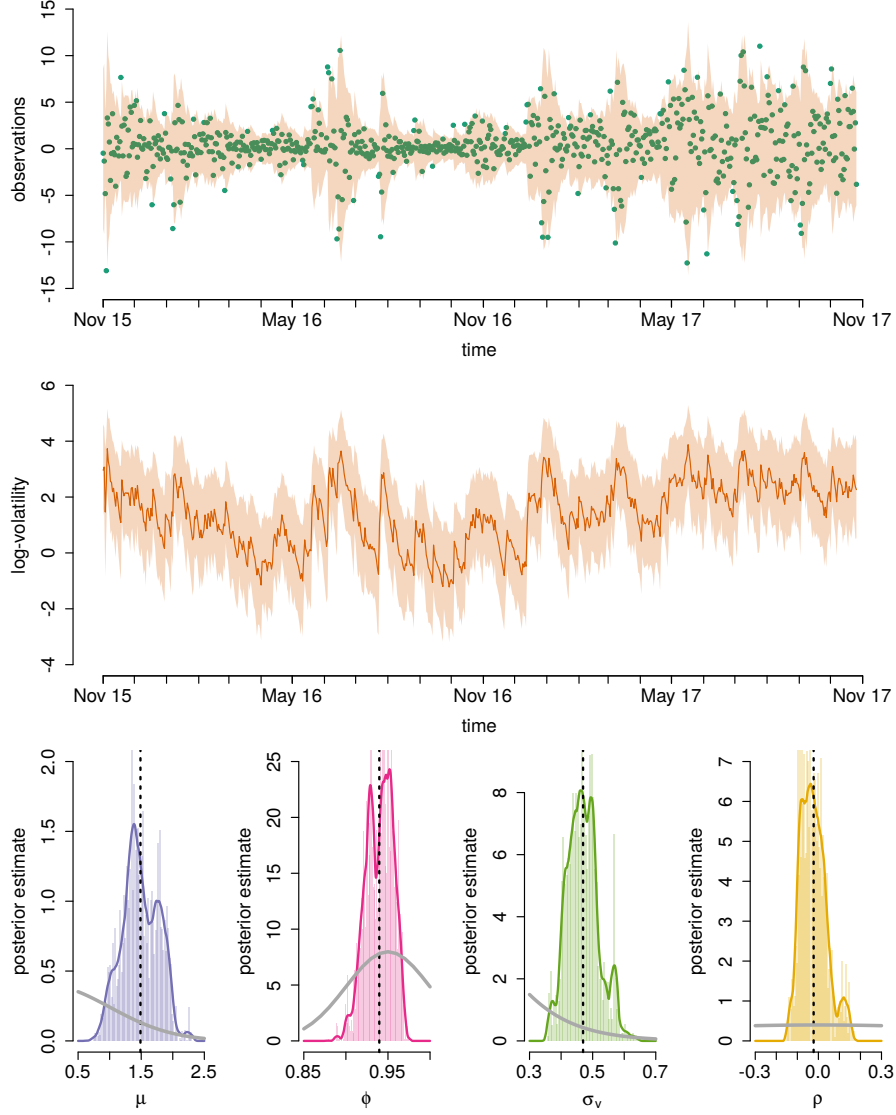 observations
15
10
5
0
-5
-10
-15
Nov 15 May 16 Nov 16 May 17 Nov 17
time
log-volatility
6
4
2
0
-2
-4
Nov 15 May 16 Nov 16 May 17 Nov 17
time
posterior estimate
2.0
1.5
1.0
0.5
0.0
0.5 1.5 2.5
μ
posterior estimate
25
20
15
10
5
0
0.85 0.95
ϕ
posterior estimate
8
6
4
2
0
0.3 0.5 0.7
σv
posterior estimate
7
6
5
4
3
2
1
0
-0.3 0.0 0.3
ρ